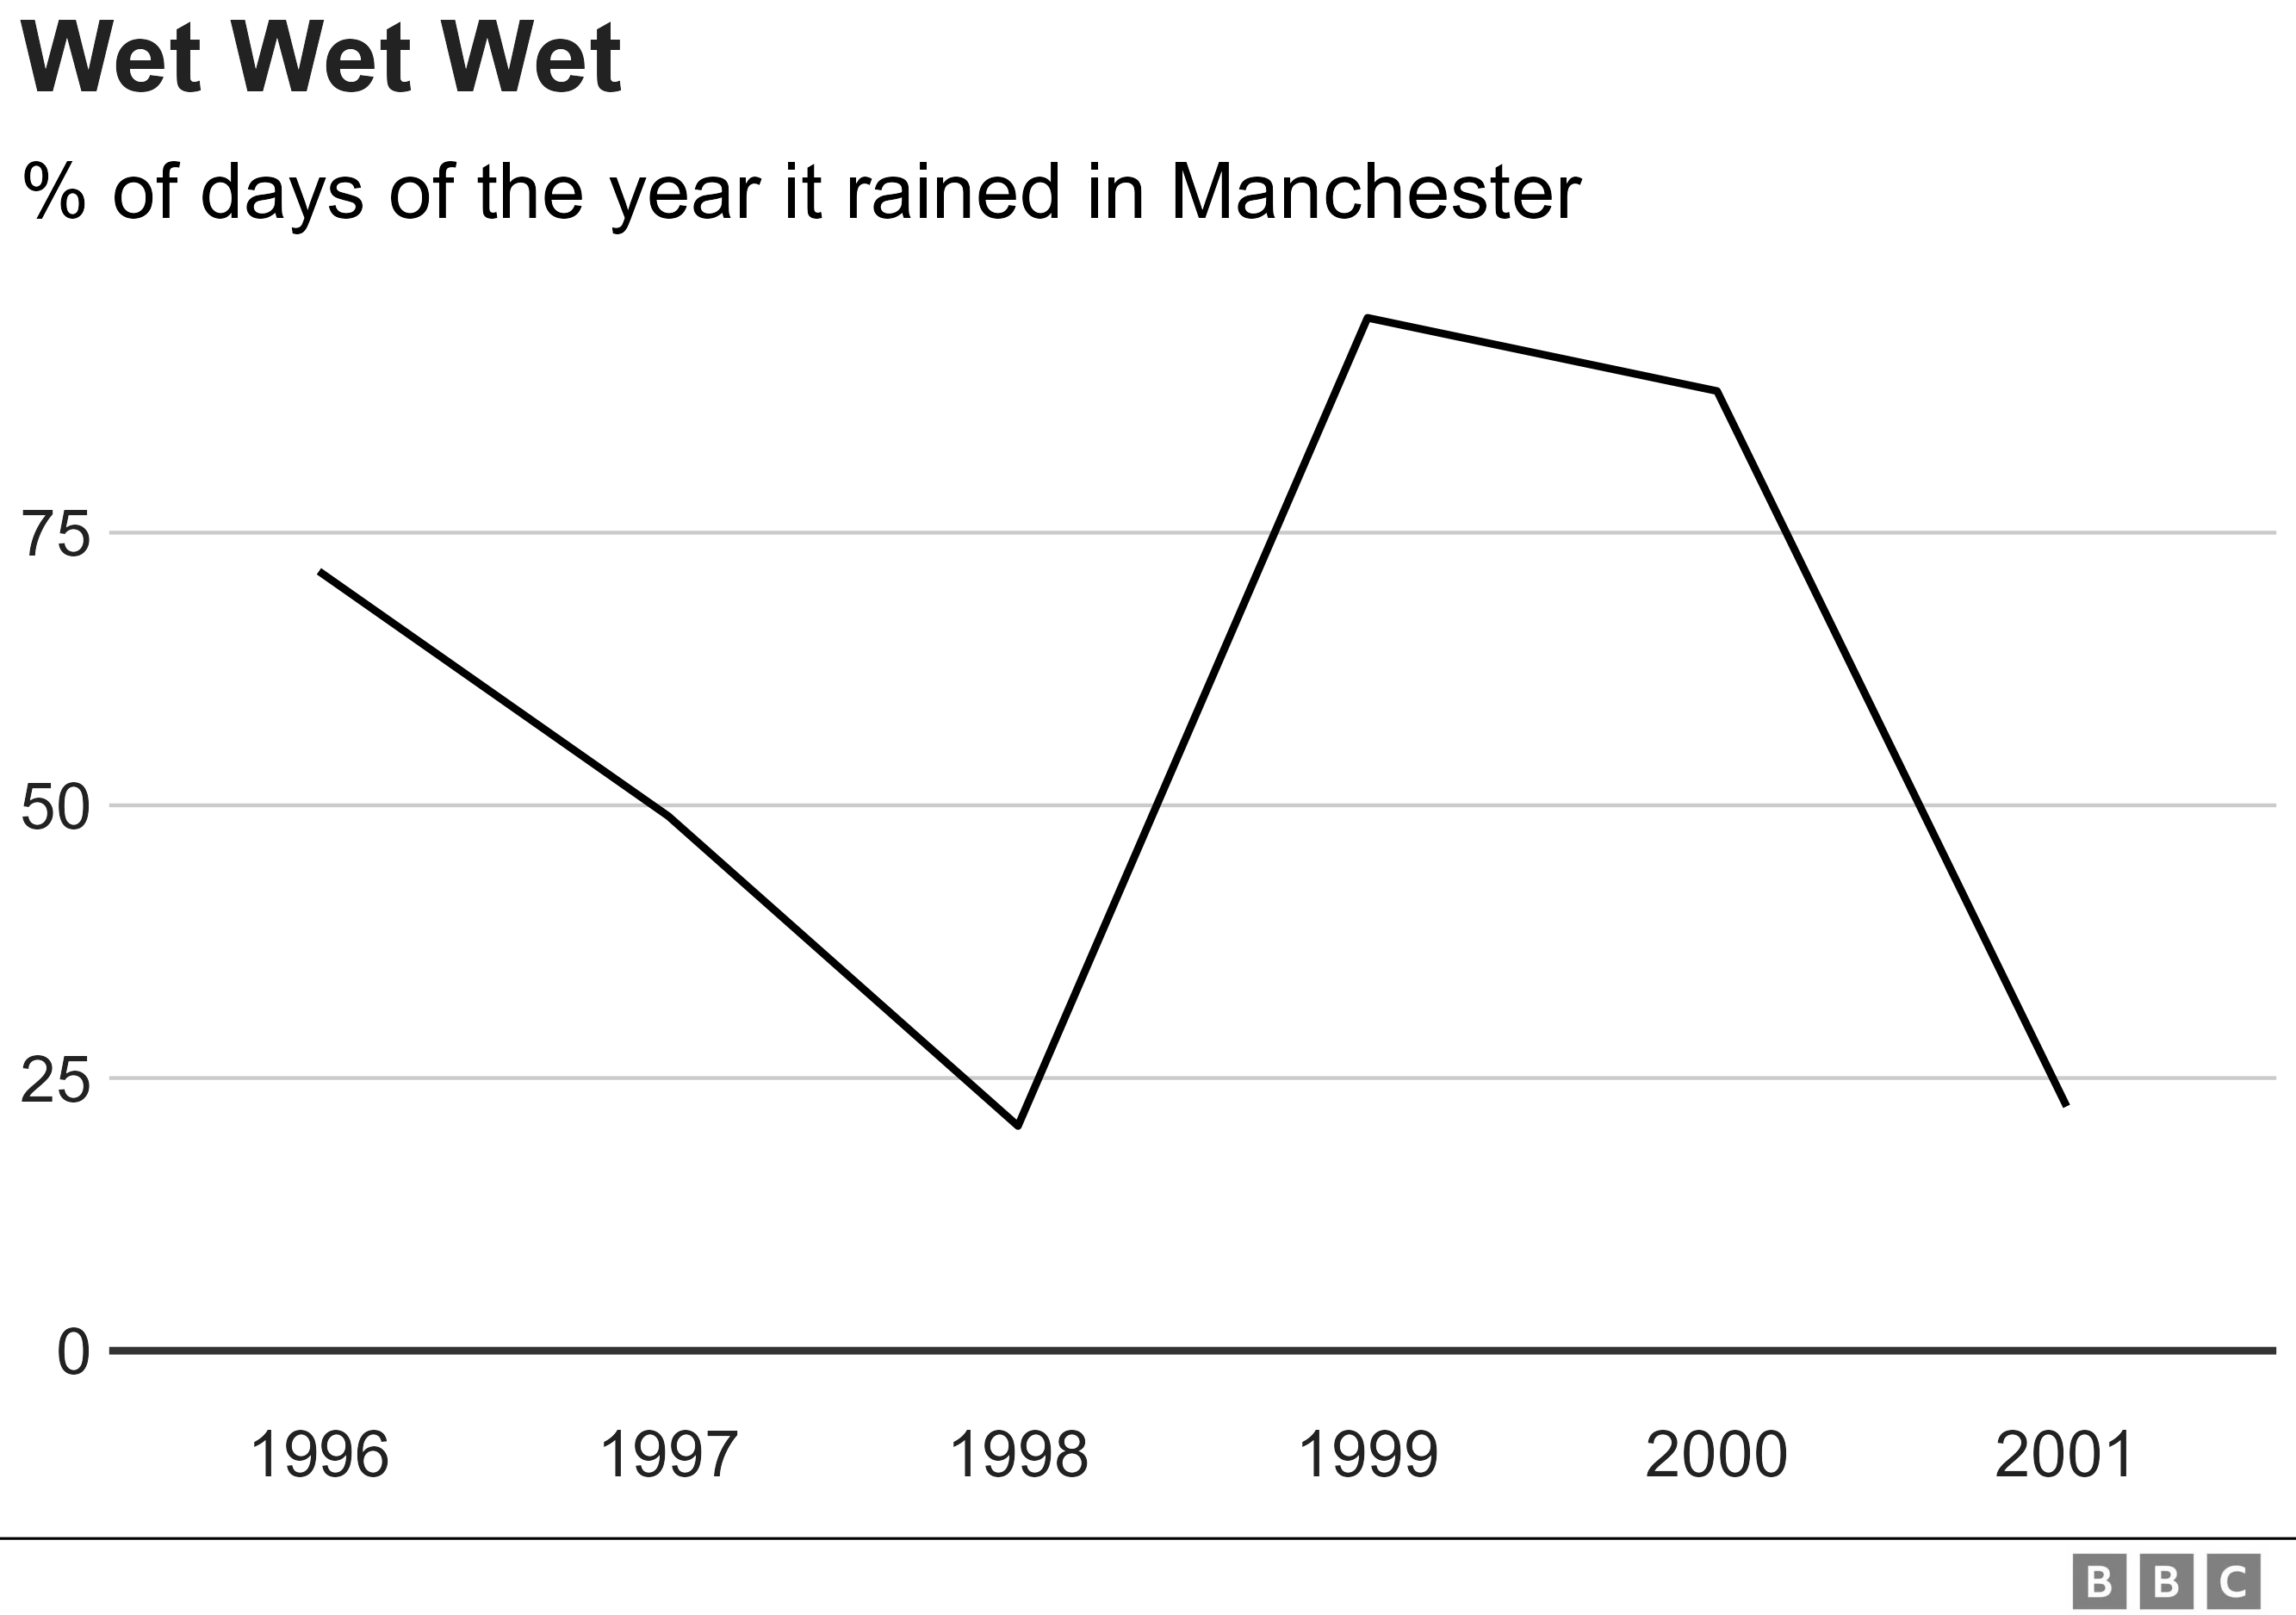 Wet Wet Wet
% of days of the year it rained in Manchester
75
50
25
0
1996 1997 1998 1999 2000 2001
BBC